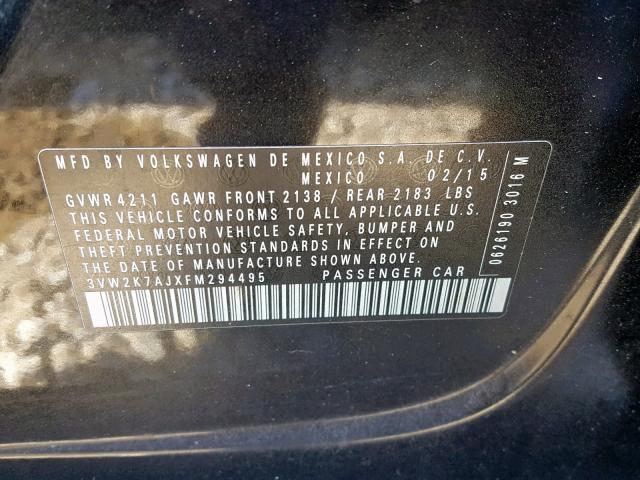 MFD BY VOLKSWAGEN DE MEXICO S.A. DE C.V.
MEXICO 02/15
GVWR 4211 GAWR FRONT 2138 / REAR 2183 LBS
THIS VEHICLE CONFORMS TO ALL APPLICABLE U.S.
FEDERAL MOTOR VEHICLE SAFETY, BUMPER AND
THEFT PREVENTION STANDARDS IN EFFECT ON
THE DATE OF MANUFACTURE SHOWN ABOVE.
3VW2K7AJXFM294495 PASSENGER CAR
0626190 3016 M